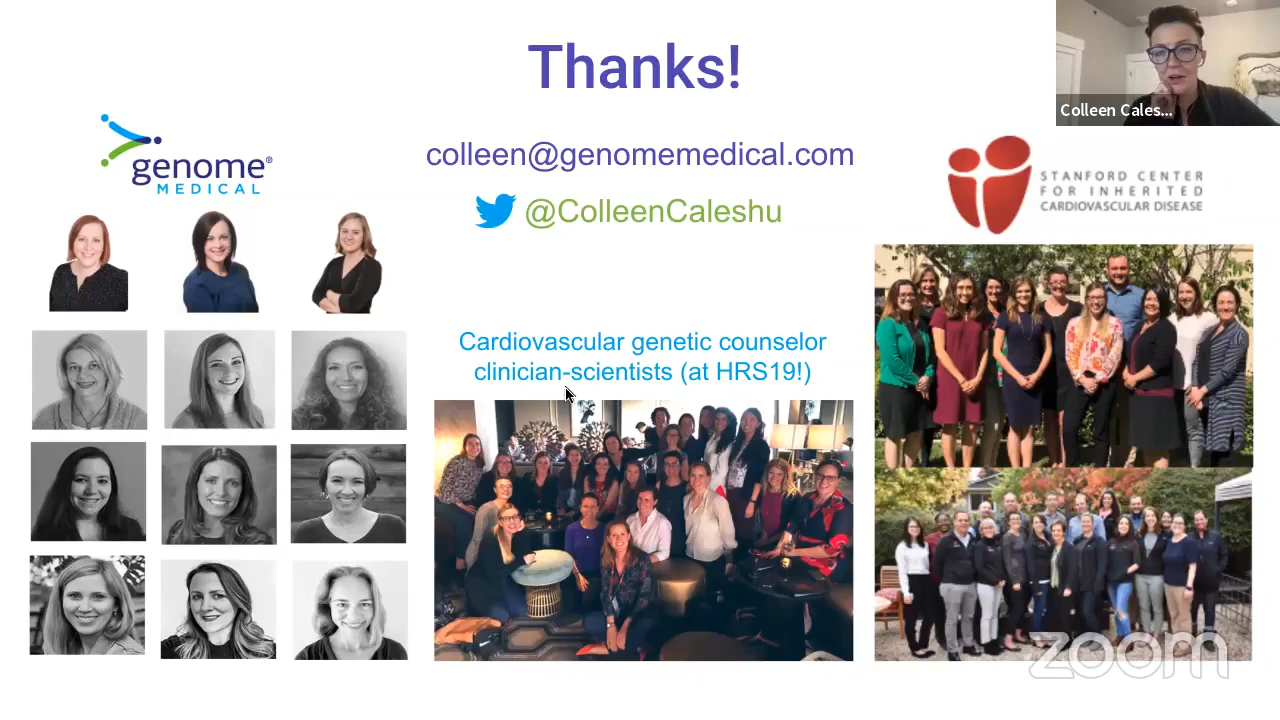 Thanks!
Colleen Cales...
genome®
MEDICAL
colleen@genomemedical.com
@ColleenCaleshu
STANFORD CENTER
FOR INHERITED
CARDIOVASCULAR DISEASE
Cardiovascular genetic counselor
clinician-scientists (at HRS19!)
zoom